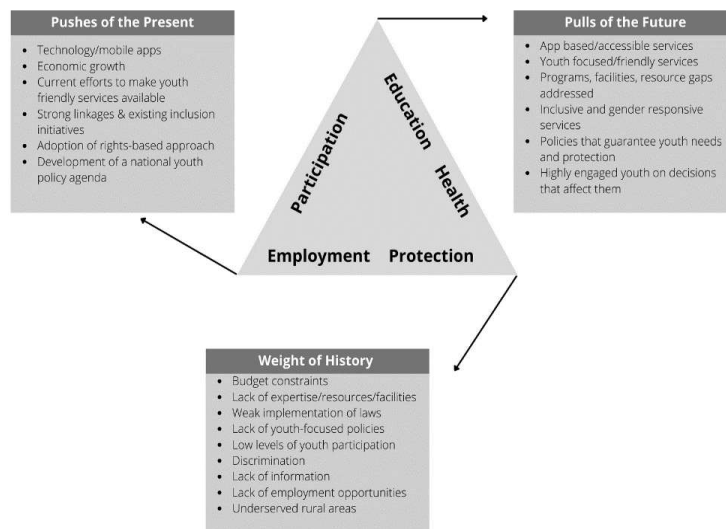 Pushes of the Present
• Technology/mobile apps
• Economic growth
• Current efforts to make youth
friendly services available
• Strong linkages & existing inclusion
initiatives
• Adoption of rights-based approach
• Development of a national youth
policy agenda
Pulls of the Future
• App based/accessible services
• Youth focused/friendly services
• Programs, facilities, resource gaps
addressed
• Inclusive and gender responsive
services
• Policies that guarantee youth needs
and protection
• Highly engaged youth on decisions
that affect them
Participation
Education
Health
Employment
Protection
Weight of History
• Budget constraints
• Lack of expertise/resources/facilities
• Weak implementation of laws
• Lack of youth-focused policies
• Low levels of youth participation
• Discrimination
• Lack of information
• Lack of employment opportunities
• Underserved rural areas